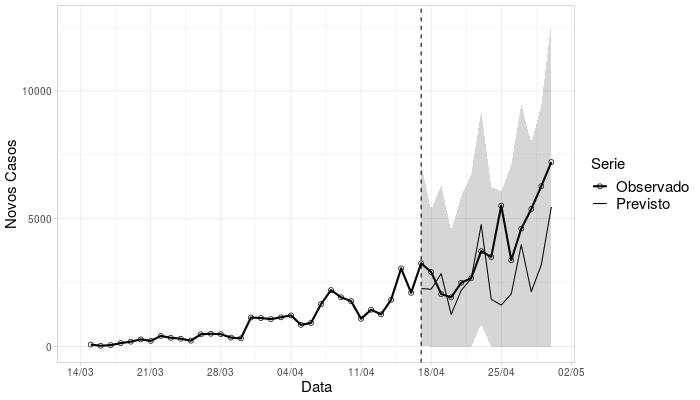 Novos Casos
10000
5000
0
14/03 21/03 28/03 04/04 11/04 18/04 25/04 02/05
Data
Serie
Observado
Previsto